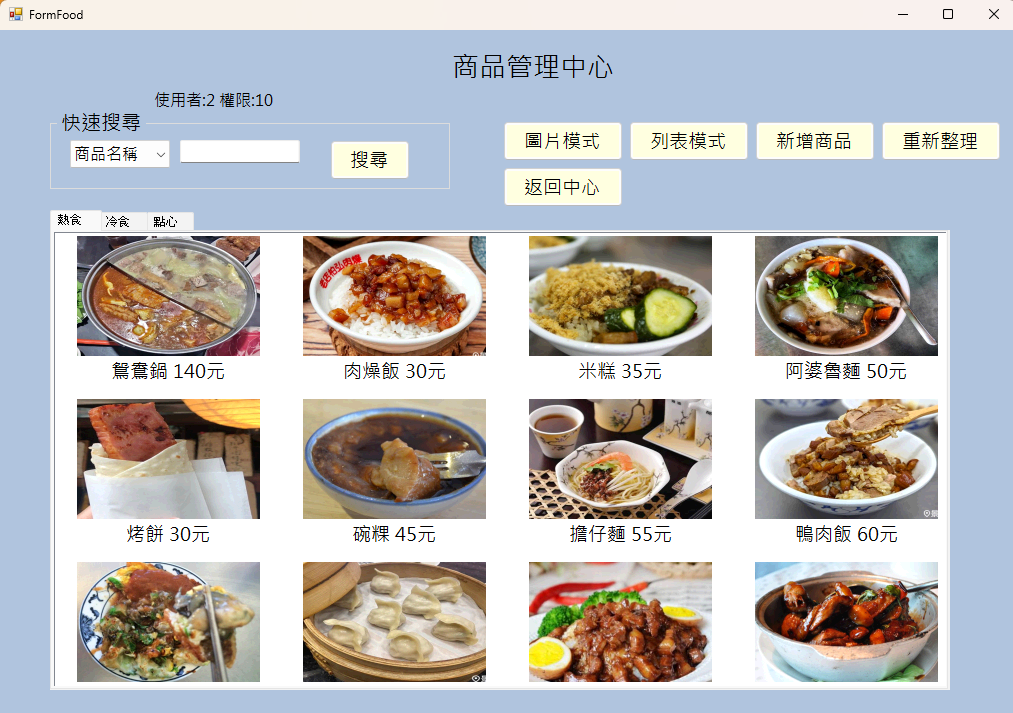 FormFood
商品管理中心
使用者:2 權限:10
快速搜尋
商品名稱
搜尋
圖片模式 列表模式 新增商品 重新整理
返回中心
熱食 冷食 點心
鴛鴦鍋 140元 肉燥飯 30元 米糕 35元 阿婆魯麵 50元
烤餅 30元 碗粿 45元 擔仔麵 55元 鴨肉飯 60元